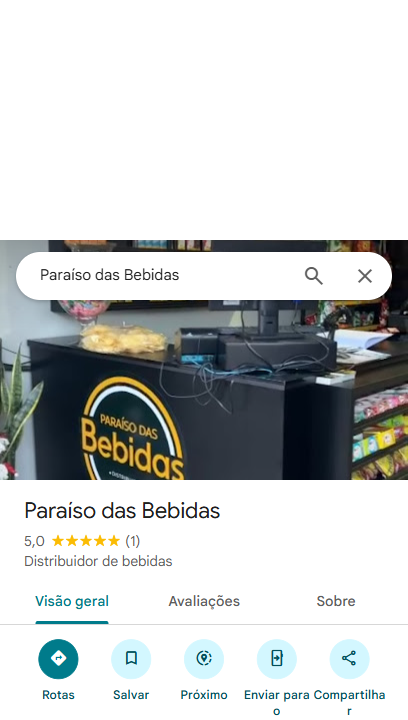 Paraíso das Bebidas
PARAÍSO DAS
Bebidas
Paraíso das Bebidas
5,0 ★★★★★ (1)
Distribuidor de bebidas
Visão geral Avaliações Sobre
Rotas Salvar Próximo Enviar para o Compartilhar